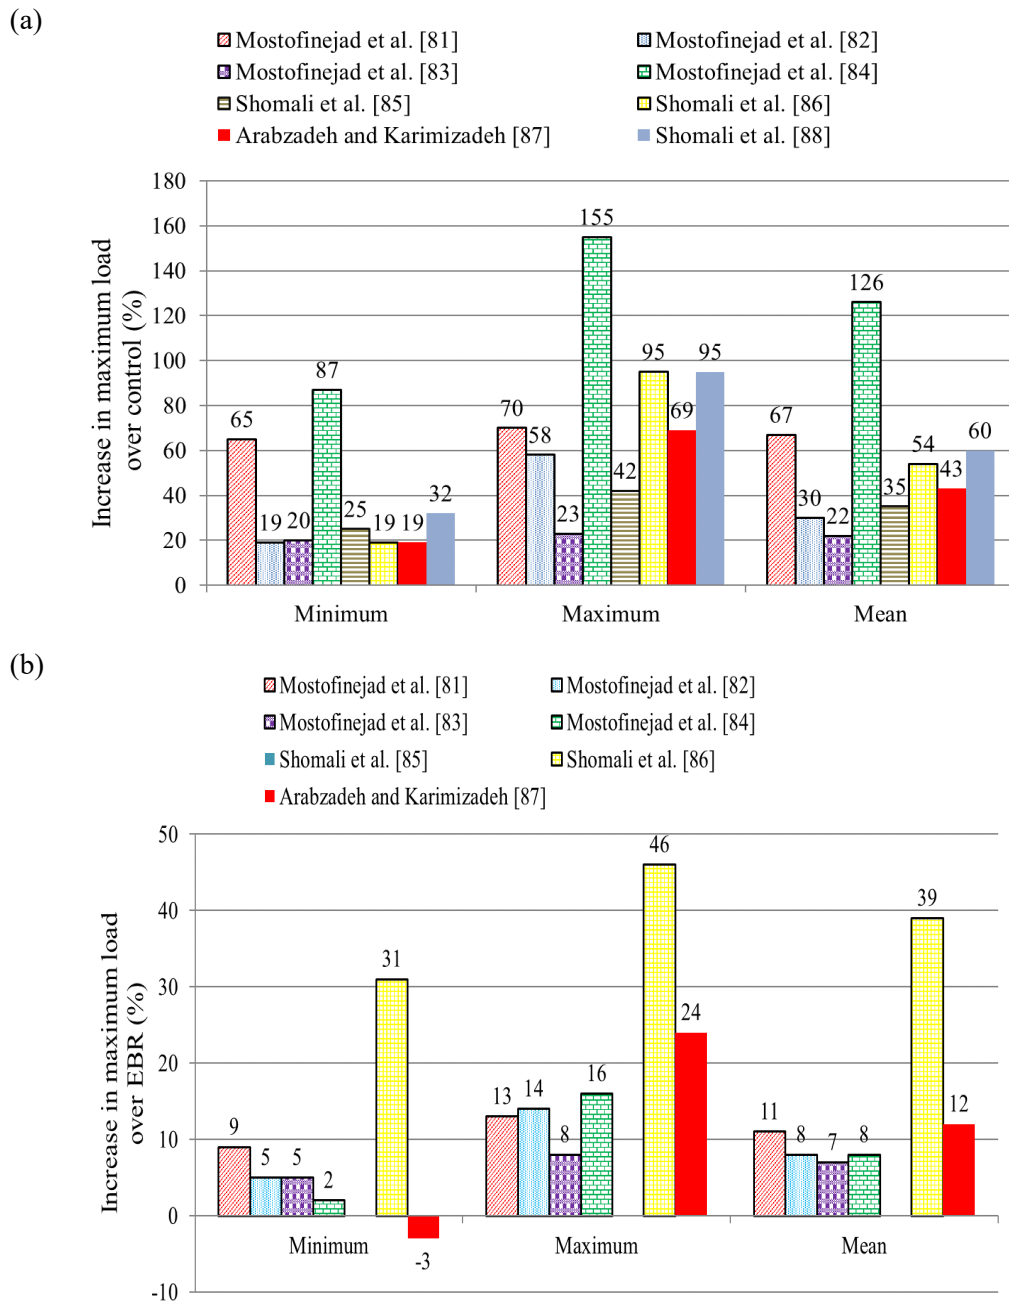 (a)
Mostofinejad et al. [81]
Mostofinejad et al. [82]
Mostofinejad et al. [83]
Mostofinejad et al. [84]
Shomali et al. [85]
Shomali et al. [86]
Arabzadeh and Karimizadeh [87]
Shomali et al. [88]
Increase in maximum load
over control (%)
180
160
140
120
100
80
60
40
20
0
65
19
20
87
25
19
19
32
70
58
23
155
42
95
69
95
67
30
22
126
35
54
43
60
Minimum
Maximum
Mean
(b)
Mostofinejad et al. [81]
Mostofinejad et al. [82]
Mostofinejad et al. [83]
Mostofinejad et al. [84]
Shomali et al. [85]
Shomali et al. [86]
Arabzadeh and Karimizadeh [87]
Increase in maximum load
over EBR (%)
50
40
30
20
10
0
-10
9
5
5
2
31
-3
13
14
8
16
46
24
11
8
7
8
39
12
Minimum
Maximum
Mean